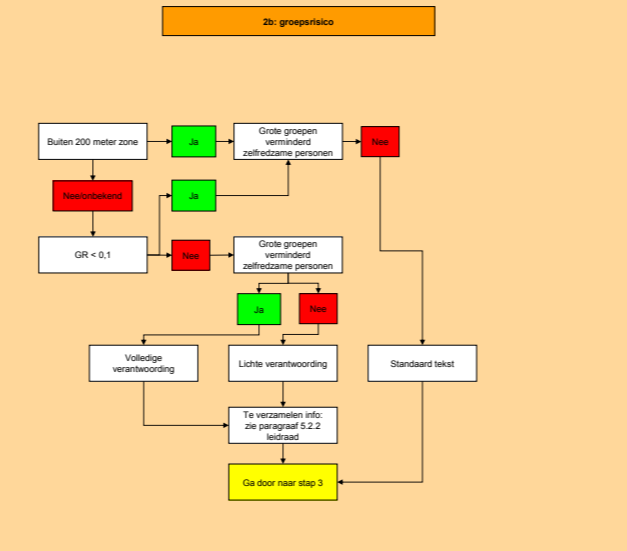 2b: groepsrisico
Buiten 200 meter zone
Ja
Grote groepen
verminderd
zelfredzame personen
Nee
Nee/onbekend
Ja
GR < 0,1
Nee
Grote groepen
verminderd
zelfredzame personen
Ja
Nee
Volledige
verantwoording
Lichte verantwoording
Standaard tekst
Te verzamelen info:
zie paragraaf 5.2.2
leidraad
Ga door naar stap 3